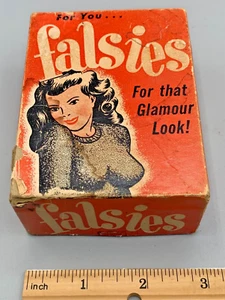 For You...
falsies
For that
Glamour
Look!
falsies
inch
1
2
3